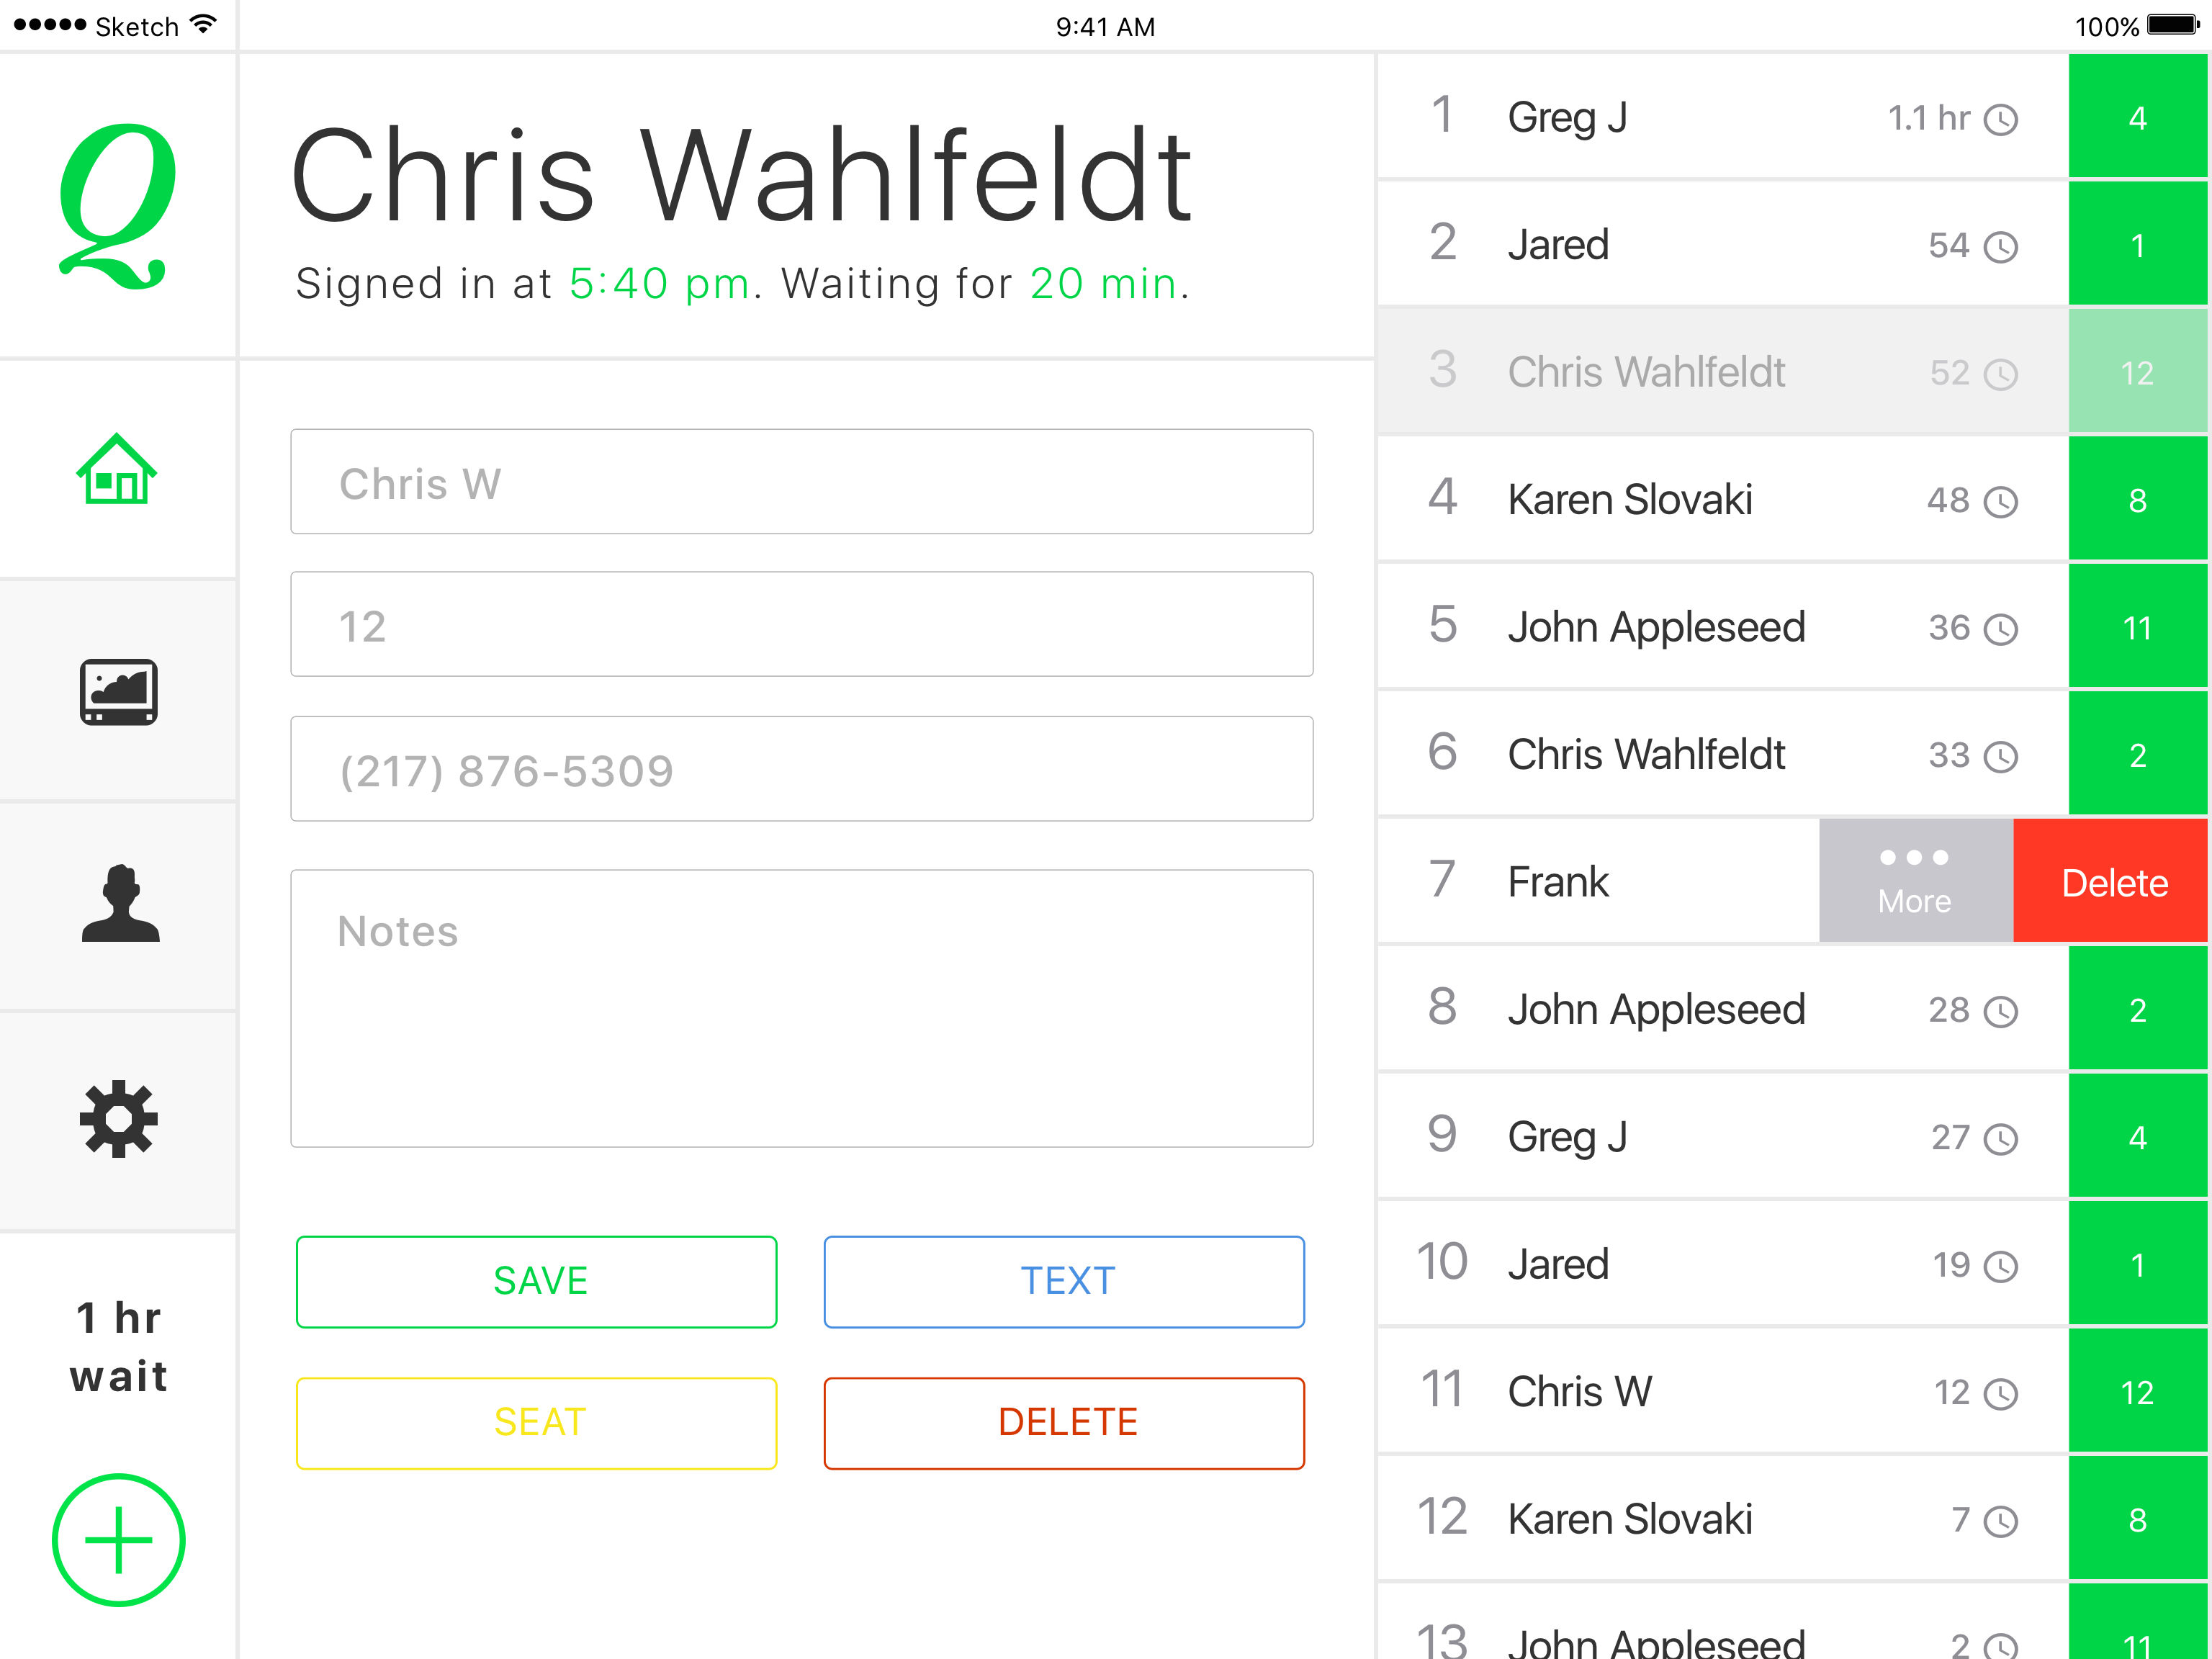 Sketch
9:41 AM
100%
Q
Chris Wahlfeldt
Signed in at 5:40 pm. Waiting for 20 min.
Chris W
12
(217) 876-5309
Notes
SAVE
TEXT
SEAT
DELETE
1 hr
wait
1 Greg J 1.1 hr 4
2 Jared 54 1
3 Chris Wahlfeldt 52 12
4 Karen Slovaki 48 8
5 John Appleseed 36 11
6 Chris Wahlfeldt 33 2
7 Frank More Delete
8 John Appleseed 28 2
9 Greg J 27 4
10 Jared 19 1
11 Chris W 12 12
12 Karen Slovaki 7 8
13 John Appleseed 2 11